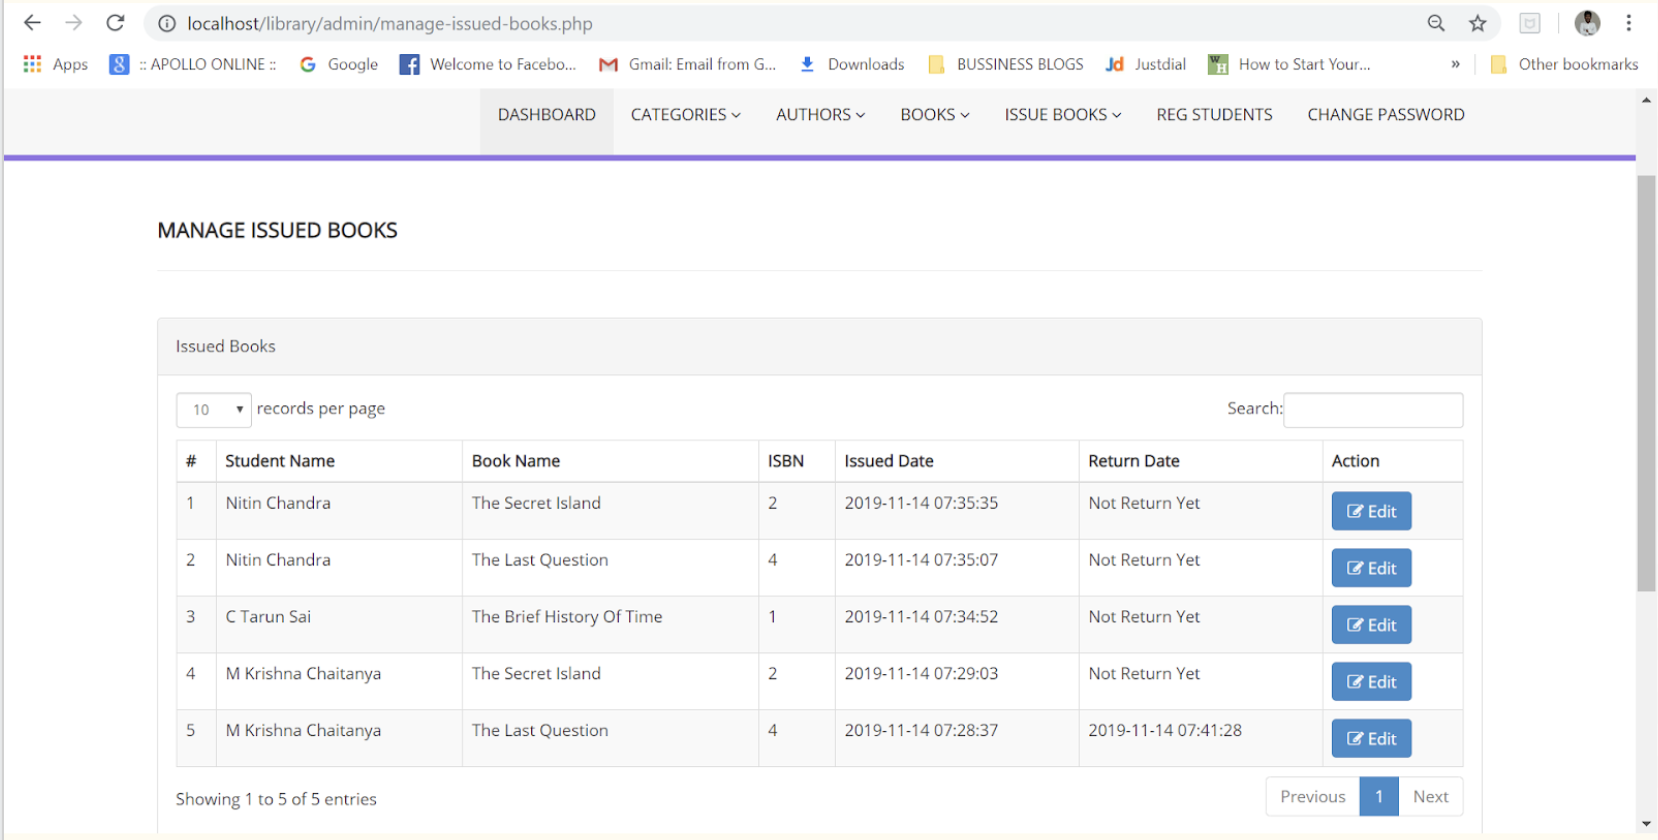 localhost/library/admin/manage-issued-books.php
Apps :: APOLLO ONLINE :: Google Welcome to Facebo... Gmail: Email from G... Downloads BUSSINESS BLOGS Jd Justdial WH How to Start Your... » Other bookmarks
DASHBOARD CATEGORIES AUTHORS BOOKS ISSUE BOOKS REG STUDENTS CHANGE PASSWORD
MANAGE ISSUED BOOKS
Issued Books
10 records per page Search:
# Student Name Book Name ISBN Issued Date Return Date Action
1 Nitin Chandra The Secret Island 2 2019-11-14 07:35:35 Not Return Yet Edit
2 Nitin Chandra The Last Question 4 2019-11-14 07:35:07 Not Return Yet Edit
3 C Tarun Sai The Brief History Of Time 1 2019-11-14 07:34:52 Not Return Yet Edit
4 M Krishna Chaitanya The Secret Island 2 2019-11-14 07:29:03 Not Return Yet Edit
5 M Krishna Chaitanya The Last Question 4 2019-11-14 07:28:37 2019-11-14 07:41:28 Edit
Showing 1 to 5 of 5 entries Previous 1 Next